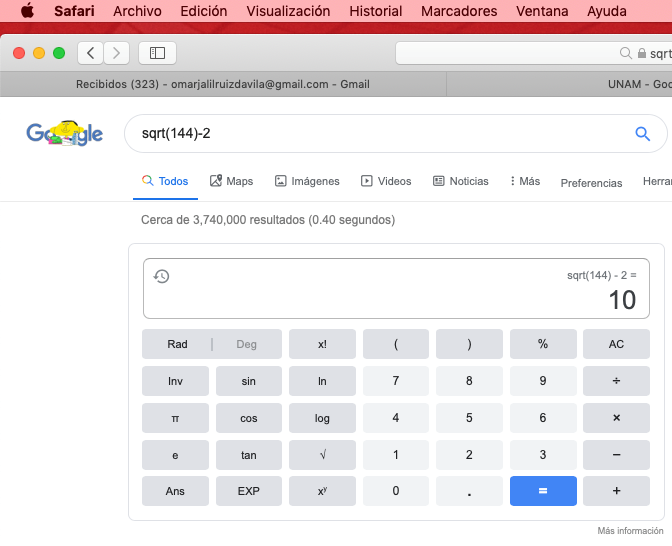 Safari Archivo Edición Visualización Historial Marcadores Ventana Ayuda
sqrt
Recibidos (323) - omarjalilruizdavila@gmail.com - Gmail UNAM - Goo
Google sqrt(144)-2
Todos Maps Imágenes Videos Noticias Más Preferencias Herra
Cerca de 3,740,000 resultados (0.40 segundos)
sqrt(144) - 2 =
10
Rad | Deg x! ( ) % AC
Inv sin ln 7 8 9 ÷
π cos log 4 5 6 ×
e tan √ 1 2 3 −
Ans EXP xʸ 0 . = +
Más información